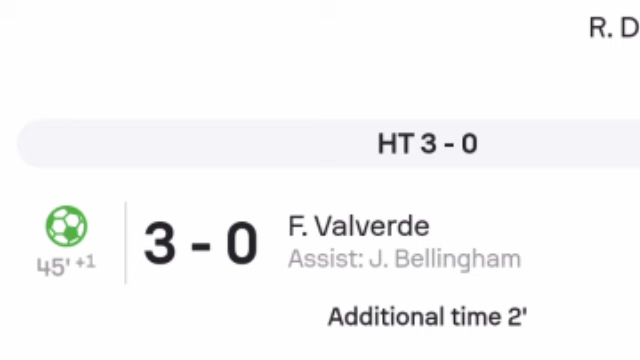 R. D
HT 3 - 0
45' +1
3 - 0
F. Valverde
Assist: J. Bellingham
Additional time 2'